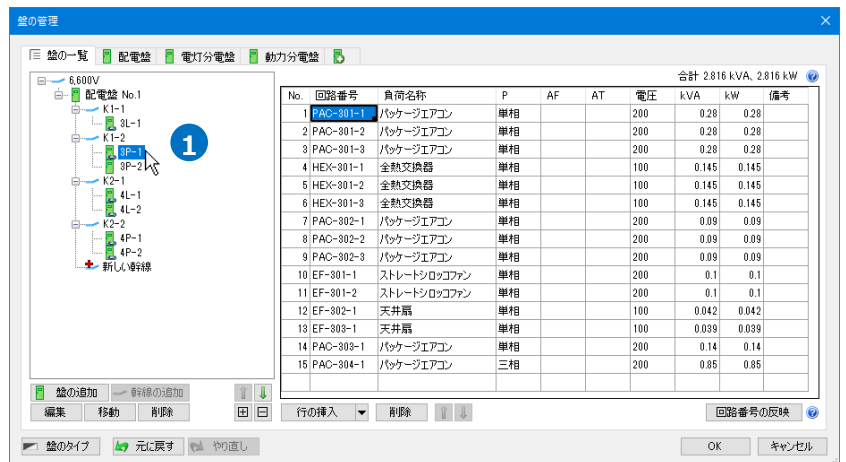 盤の管理
盤の一覧 配電盤 電灯分電盤 動力分電盤
合計 2.816 kVA、2.816 kW
6,600V
配電盤 No.1
K1-1
3L-1
K1-2
3P-1
3P-2
K2-1
4L-1
4L-2
K2-2
4P-1
4P-2
新しい幹線
1
No. 回路番号 負荷名称 P AF AT 電圧 kVA kW 備考
1 PAC-301-1 パッケージエアコン 単相 200 0.28 0.28
2 PAC-301-2 パッケージエアコン 単相 200 0.28 0.28
3 PAC-301-3 パッケージエアコン 単相 200 0.28 0.28
4 HEX-301-1 全熱交換器 単相 100 0.145 0.145
5 HEX-301-2 全熱交換器 単相 100 0.145 0.145
6 HEX-301-3 全熱交換器 単相 100 0.145 0.145
7 PAC-302-1 パッケージエアコン 単相 200 0.09 0.09
8 PAC-302-2 パッケージエアコン 単相 200 0.09 0.09
9 PAC-302-3 パッケージエアコン 単相 200 0.09 0.09
10 EF-301-1 ストレートシロッコファン 単相 200 0.1 0.1
11 EF-301-2 ストレートシロッコファン 単相 200 0.1 0.1
12 EF-302-1 天井扇 単相 100 0.042 0.042
13 EF-303-1 天井扇 単相 100 0.039 0.039
14 PAC-303-1 パッケージエアコン 単相 200 0.14 0.14
15 PAC-304-1 パッケージエアコン 三相 200 0.85 0.85
盤の追加 幹線の追加
編集 移動 削除
行の挿入 削除 回路番号の反映
盤のタイプ 元に戻す やり直し OK キャンセル